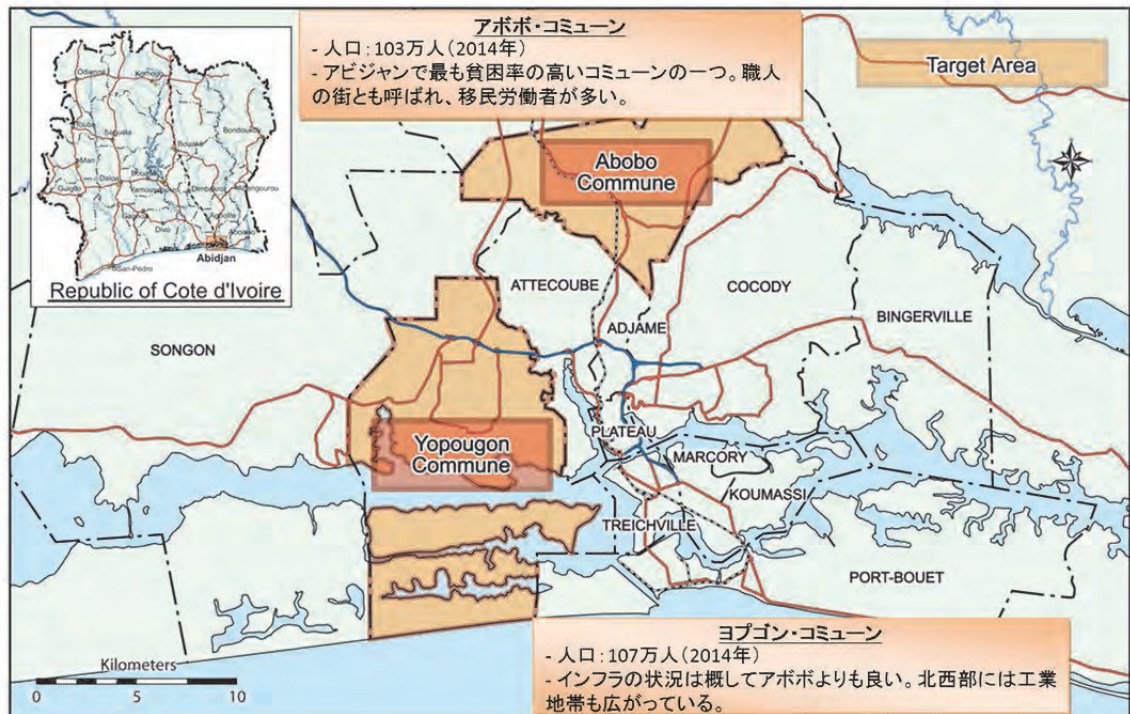 アボボ・コミューン
- 人口：103万人（2014年）
- アビジャンで最も貧困率の高いコミューンの一つ。職人
の街とも呼ばれ、移民労働者が多い。
Target Area
Abobo
Commune
Man
Divo
Abidjan
Republic of Cote d'Ivoire
ATTECOUBE
COCODY
ADJAME
BINGERVILLE
SONGON
Yopougon
Commune
PLATEAU
MARCORY
KOUMASSI
TREICHVILLE
PORT-BOUET
Kilometers
0 5 10
ヨプゴン・コミューン
- 人口：107万人（2014年）
- インフラの状況は概してアボボよりも良い。北西部には工業
地帯も広がっている。